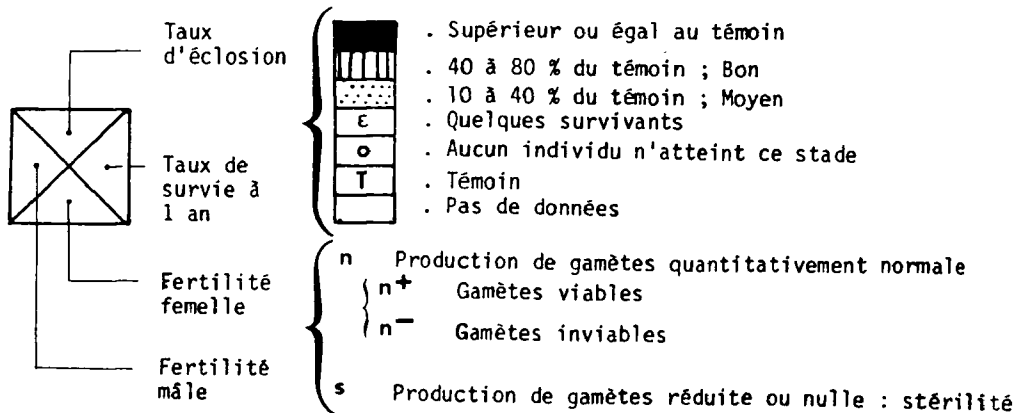 Taux
d'éclosion
. Supérieur ou égal au témoin
. 40 à 80 % du témoin ; Bon
. 10 à 40 % du témoin ; Moyen
ε . Quelques survivants
o . Aucun individu n'atteint ce stade
T . Témoin
. Pas de données
Taux de
survie à
1 an
n Production de gamètes quantitativement normale
n+ Gamètes viables
n− Gamètes inviables
s Production de gamètes réduite ou nulle : stérilité
Fertilité
femelle
Fertilité
mâle